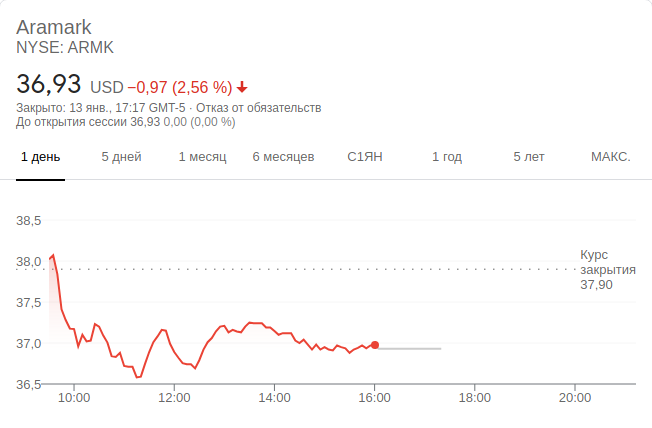 Aramark
NYSE: ARMK
36,93 USD −0,97 (2,56 %)
Закрыто: 13 янв., 17:17 GMT-5 · Отказ от обязательств
До открытия сессии 36,93 0,00 (0,00 %)
1 день 5 дней 1 месяц 6 месяцев С1ЯН 1 год 5 лет МАКС.
38,5
38,0
37,5
37,0
36,5
Курс
закрытия
37,90
10:00 12:00 14:00 16:00 18:00 20:00